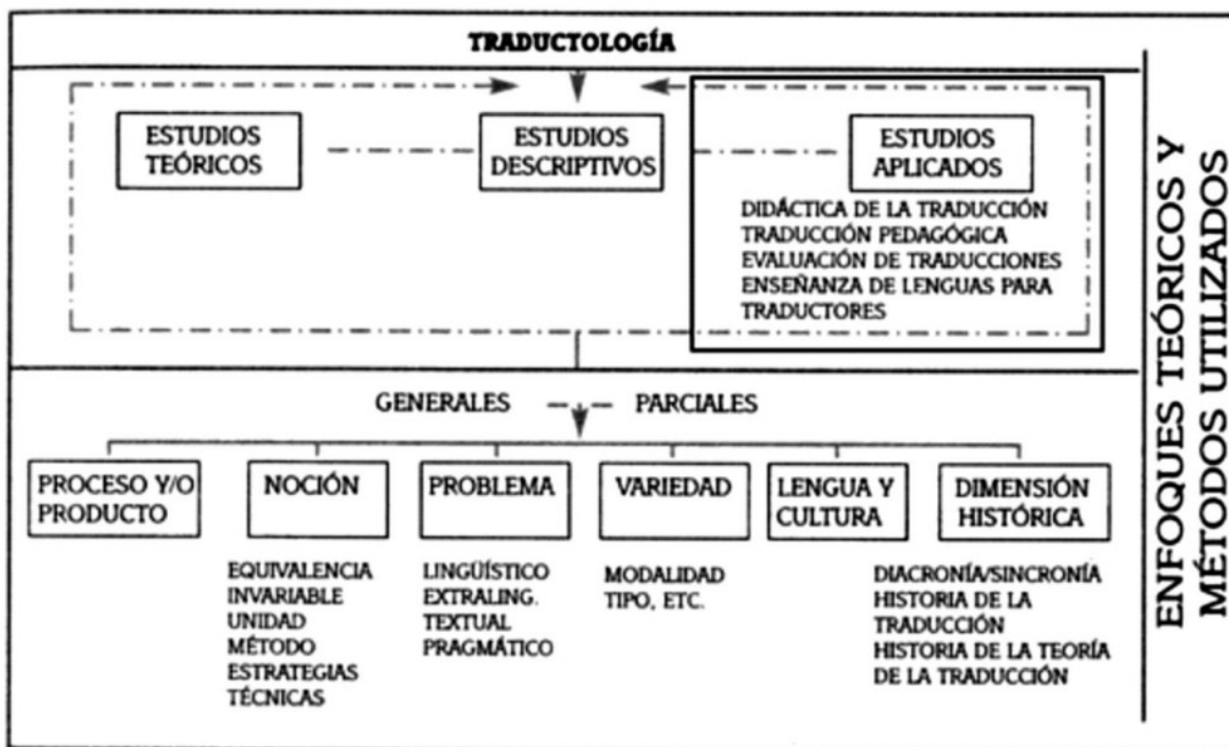 TRADUCTOLOGÍA
ESTUDIOS
TEÓRICOS
ESTUDIOS
DESCRIPTIVOS
ESTUDIOS
APLICADOS
DIDÁCTICA DE LA TRADUCCIÓN
TRADUCCIÓN PEDAGÓGICA
EVALUACIÓN DE TRADUCCIONES
ENSEÑANZA DE LENGUAS PARA
TRADUCTORES
GENERALES
PARCIALES
PROCESO Y/O
PRODUCTO
NOCIÓN
EQUIVALENCIA
INVARIABLE
UNIDAD
MÉTODO
ESTRATEGIAS
TÉCNICAS
PROBLEMA
LINGÜÍSTICO
EXTRALING.
TEXTUAL
PRAGMÁTICO
VARIEDAD
MODALIDAD
TIPO, ETC.
LENGUA Y
CULTURA
DIMENSIÓN
HISTÓRICA
DIACRONÍA/SINCRONÍA
HISTORIA DE LA
TRADUCCIÓN
HISTORIA DE LA TEORÍA
DE LA TRADUCCIÓN
ENFOQUES TEÓRICOS Y
MÉTODOS UTILIZADOS